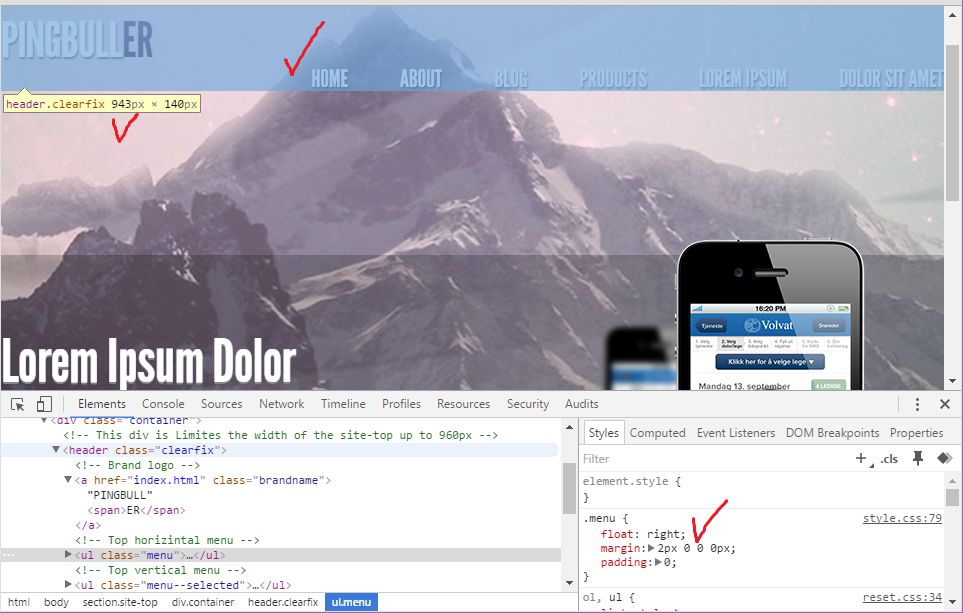 PINGBULLER
HOME ABOUT BLOG PRODUCTS LOREM IPSUM DOLOR SIT AMET
header.clearfix 943px × 140px
16:20 PM
Tjeneste Volvat Snarveier
2. Velg
Klikk her for å velge lege
Mandag 13. september 4 LEDIGE
Lorem Ipsum Dolor
Elements Console Sources Network Timeline Profiles Resources Security Audits
<div class="container">
<!-- This div is Limites the width of the site-top up to 960px -->
<header class="clearfix">
<!-- Brand logo -->
<a href="index.html" class="brandname">
"PINGBULL"
<span>ER</span>
</a>
<!-- Top horizintal menu -->
<ul class="menu">…</ul>
<!-- Top vertical menu -->
<ul class="menu--selected">…</ul>
html body section.site-top div.container header.clearfix ul.menu
Styles Computed Event Listeners DOM Breakpoints Properties
Filter + .cls
element.style {
}
.menu { style.css:79
float: right;
margin: 2px 0 0 0px;
padding: 0;
}
ol, ul { reset.css:34